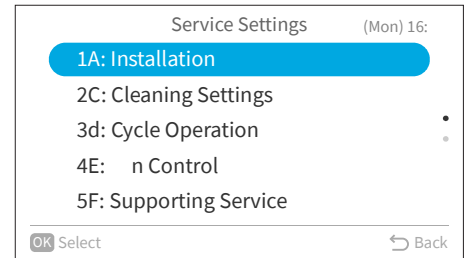 Service Settings (Mon) 16:
1A: Installation
2C: Cleaning Settings
3d: Cycle Operation
4E: n Control
5F: Supporting Service
OK Select Back